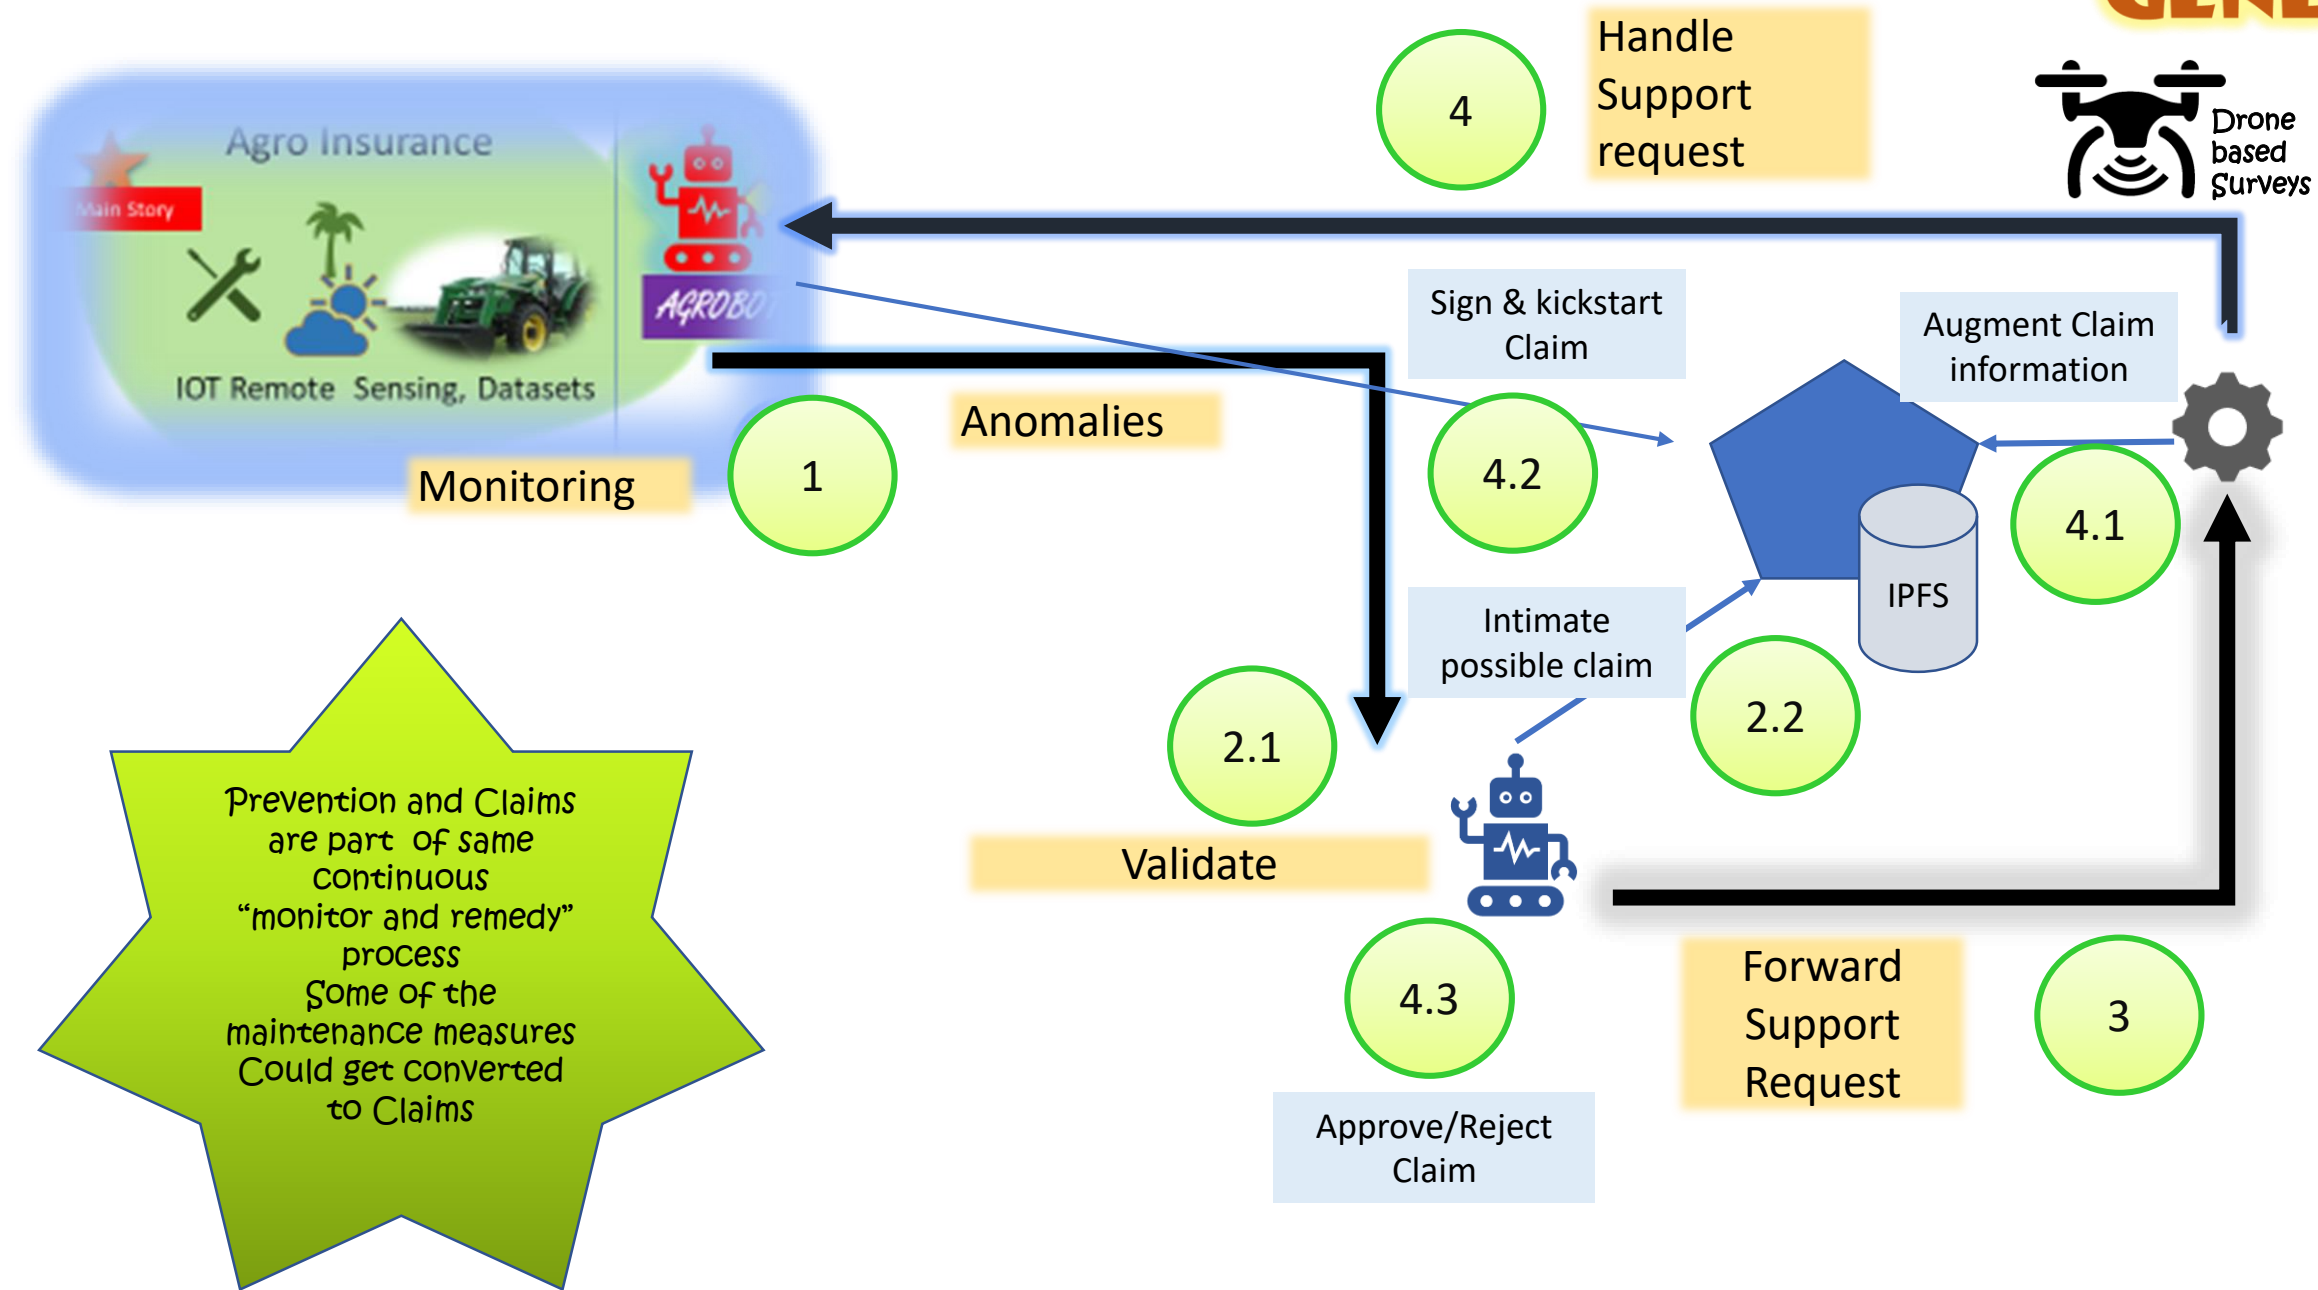 Handle
Support
request
4
Drone
based
Surveys
Agro Insurance
Main Story
AGROBOT
IOT Remote Sensing, Datasets
Monitoring
1
Anomalies
Sign & kickstart
Claim
4.2
Augment Claim
information
4.1
IPFS
Intimate
possible claim
2.2
2.1
Validate
4.3
Approve/Reject
Claim
Forward
Support
Request
3
Prevention and Claims
are part of same
continuous
“monitor and remedy”
process
Some of the
maintenance measures
Could get converted
to Claims